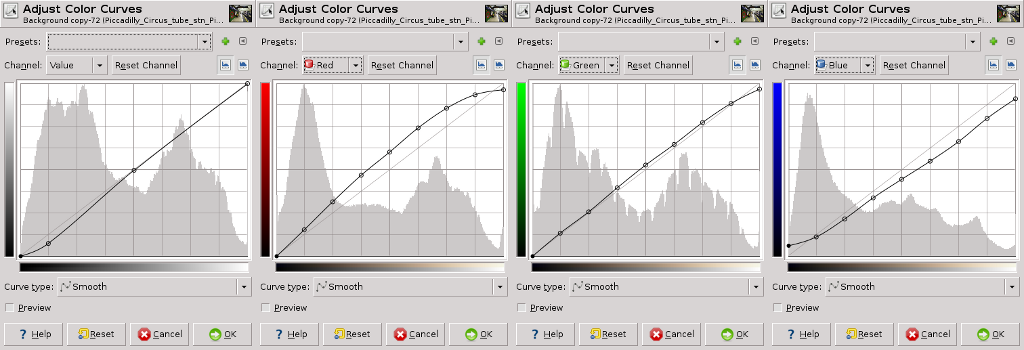 Adjust Color Curves
Background copy-72 (Piccadilly_Circus_tube_stn_Pi...
Presets:
Channel: Value Reset Channel
Curve type: Smooth
Preview
Help Reset Cancel OK
Adjust Color Curves
Background copy-72 (Piccadilly_Circus_tube_stn_Pi...
Presets:
Channel: Red Reset Channel
Curve type: Smooth
Preview
Help Reset Cancel OK
Adjust Color Curves
Background copy-72 (Piccadilly_Circus_tube_stn_Pi...
Presets:
Channel: Green Reset Channel
Curve type: Smooth
Preview
Help Reset Cancel OK
Adjust Color Curves
Background copy-72 (Piccadilly_Circus_tube_stn_Pi...
Presets:
Channel: Blue Reset Channel
Curve type: Smooth
Preview
Help Reset Cancel OK